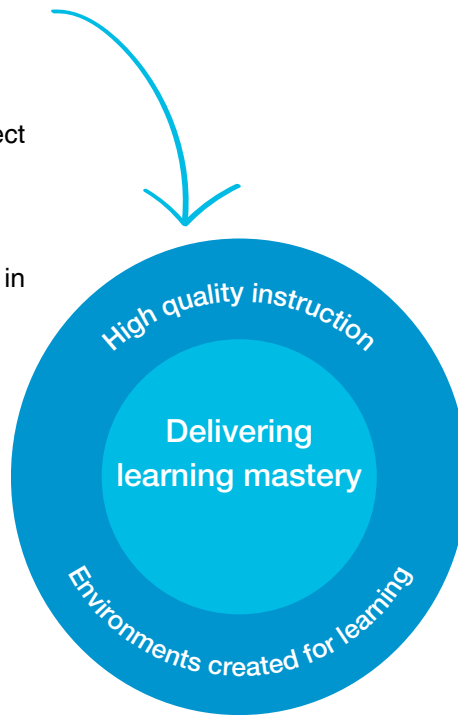 ect
in
High quality instruction
Delivering
learning mastery
Environments created for learning